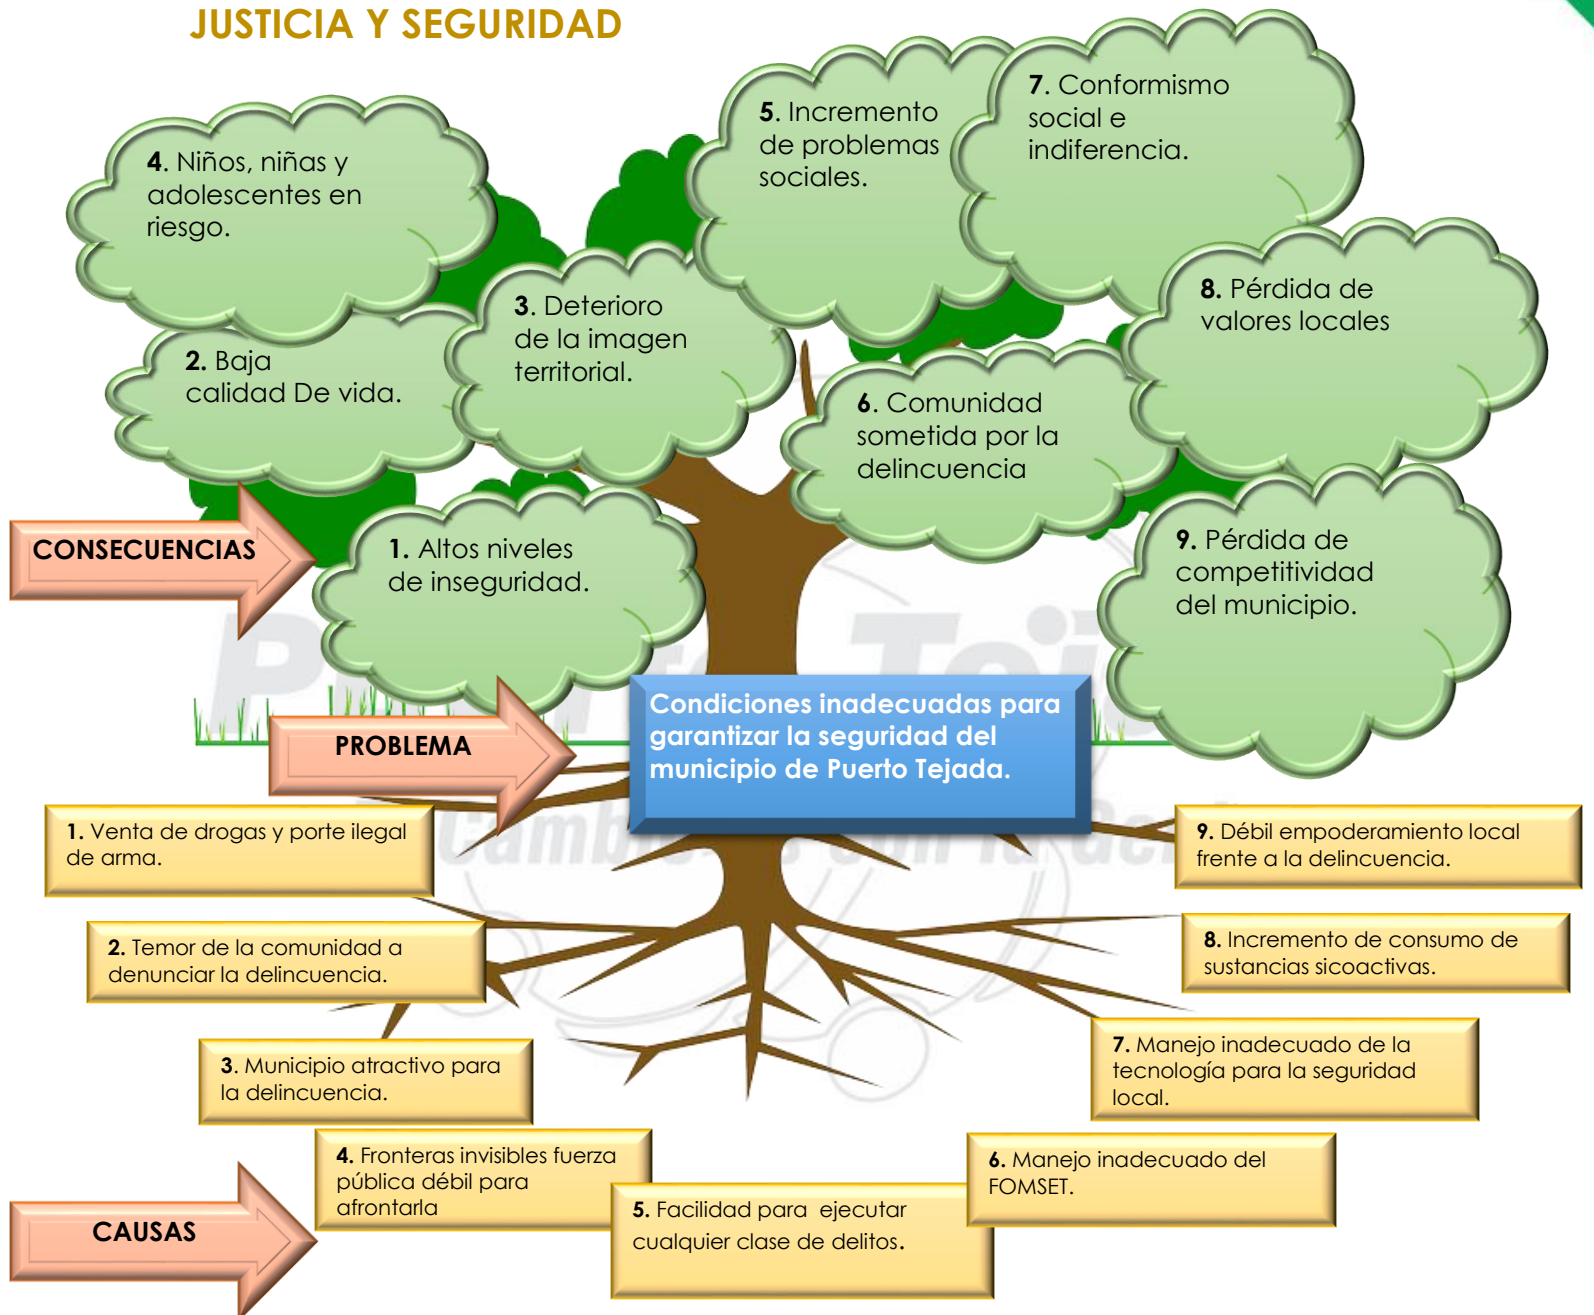 JUSTICIA Y SEGURIDAD
4. Niños, niñas y
adolescentes en
riesgo.
5. Incremento
de problemas
sociales.
7. Conformismo
social e
indiferencia.
2. Baja
calidad De vida.
3. Deterioro
de la imagen
territorial.
6. Comunidad
sometida por la
delincuencia
8. Pérdida de
valores locales
CONSECUENCIAS
1. Altos niveles
de inseguridad.
9. Pérdida de
competitividad
del municipio.
PROBLEMA
Condiciones inadecuadas para
garantizar la seguridad del
municipio de Puerto Tejada.
1. Venta de drogas y porte ilegal
de arma.
2. Temor de la comunidad a
denunciar la delincuencia.
3. Municipio atractivo para
la delincuencia.
4. Fronteras invisibles fuerza
pública débil para
afrontarla
5. Facilidad para ejecutar
cualquier clase de delitos.
6. Manejo inadecuado del
FOMSET.
7. Manejo inadecuado de la
tecnología para la seguridad
local.
8. Incremento de consumo de
sustancias sicoactivas.
9. Débil empoderamiento local
frente a la delincuencia.
CAUSAS